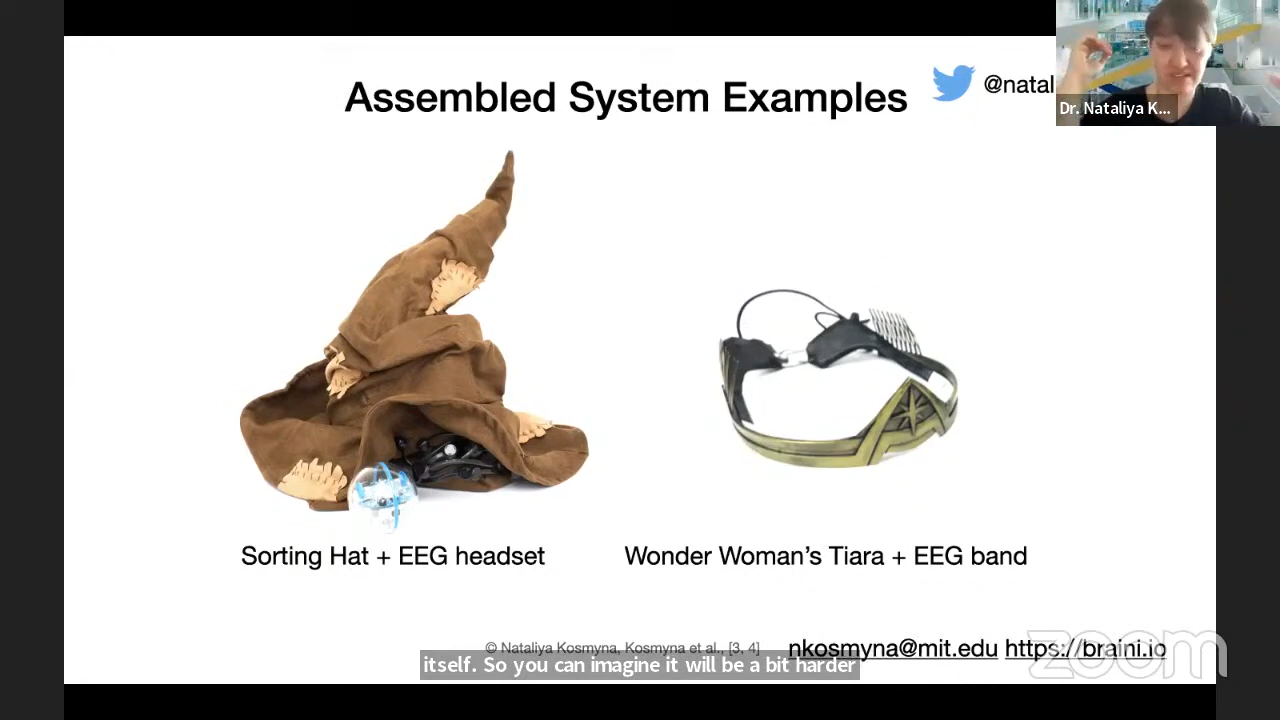 Assembled System Examples
@natal
Dr. Nataliya K...
Sorting Hat + EEG headset
Wonder Woman's Tiara + EEG band
© Nataliya Kosmyna, Kosmyna et al., [3, 4]
nkosmyna@mit.edu https://braini.io
zoom
itself. So you can imagine it will be a bit harder